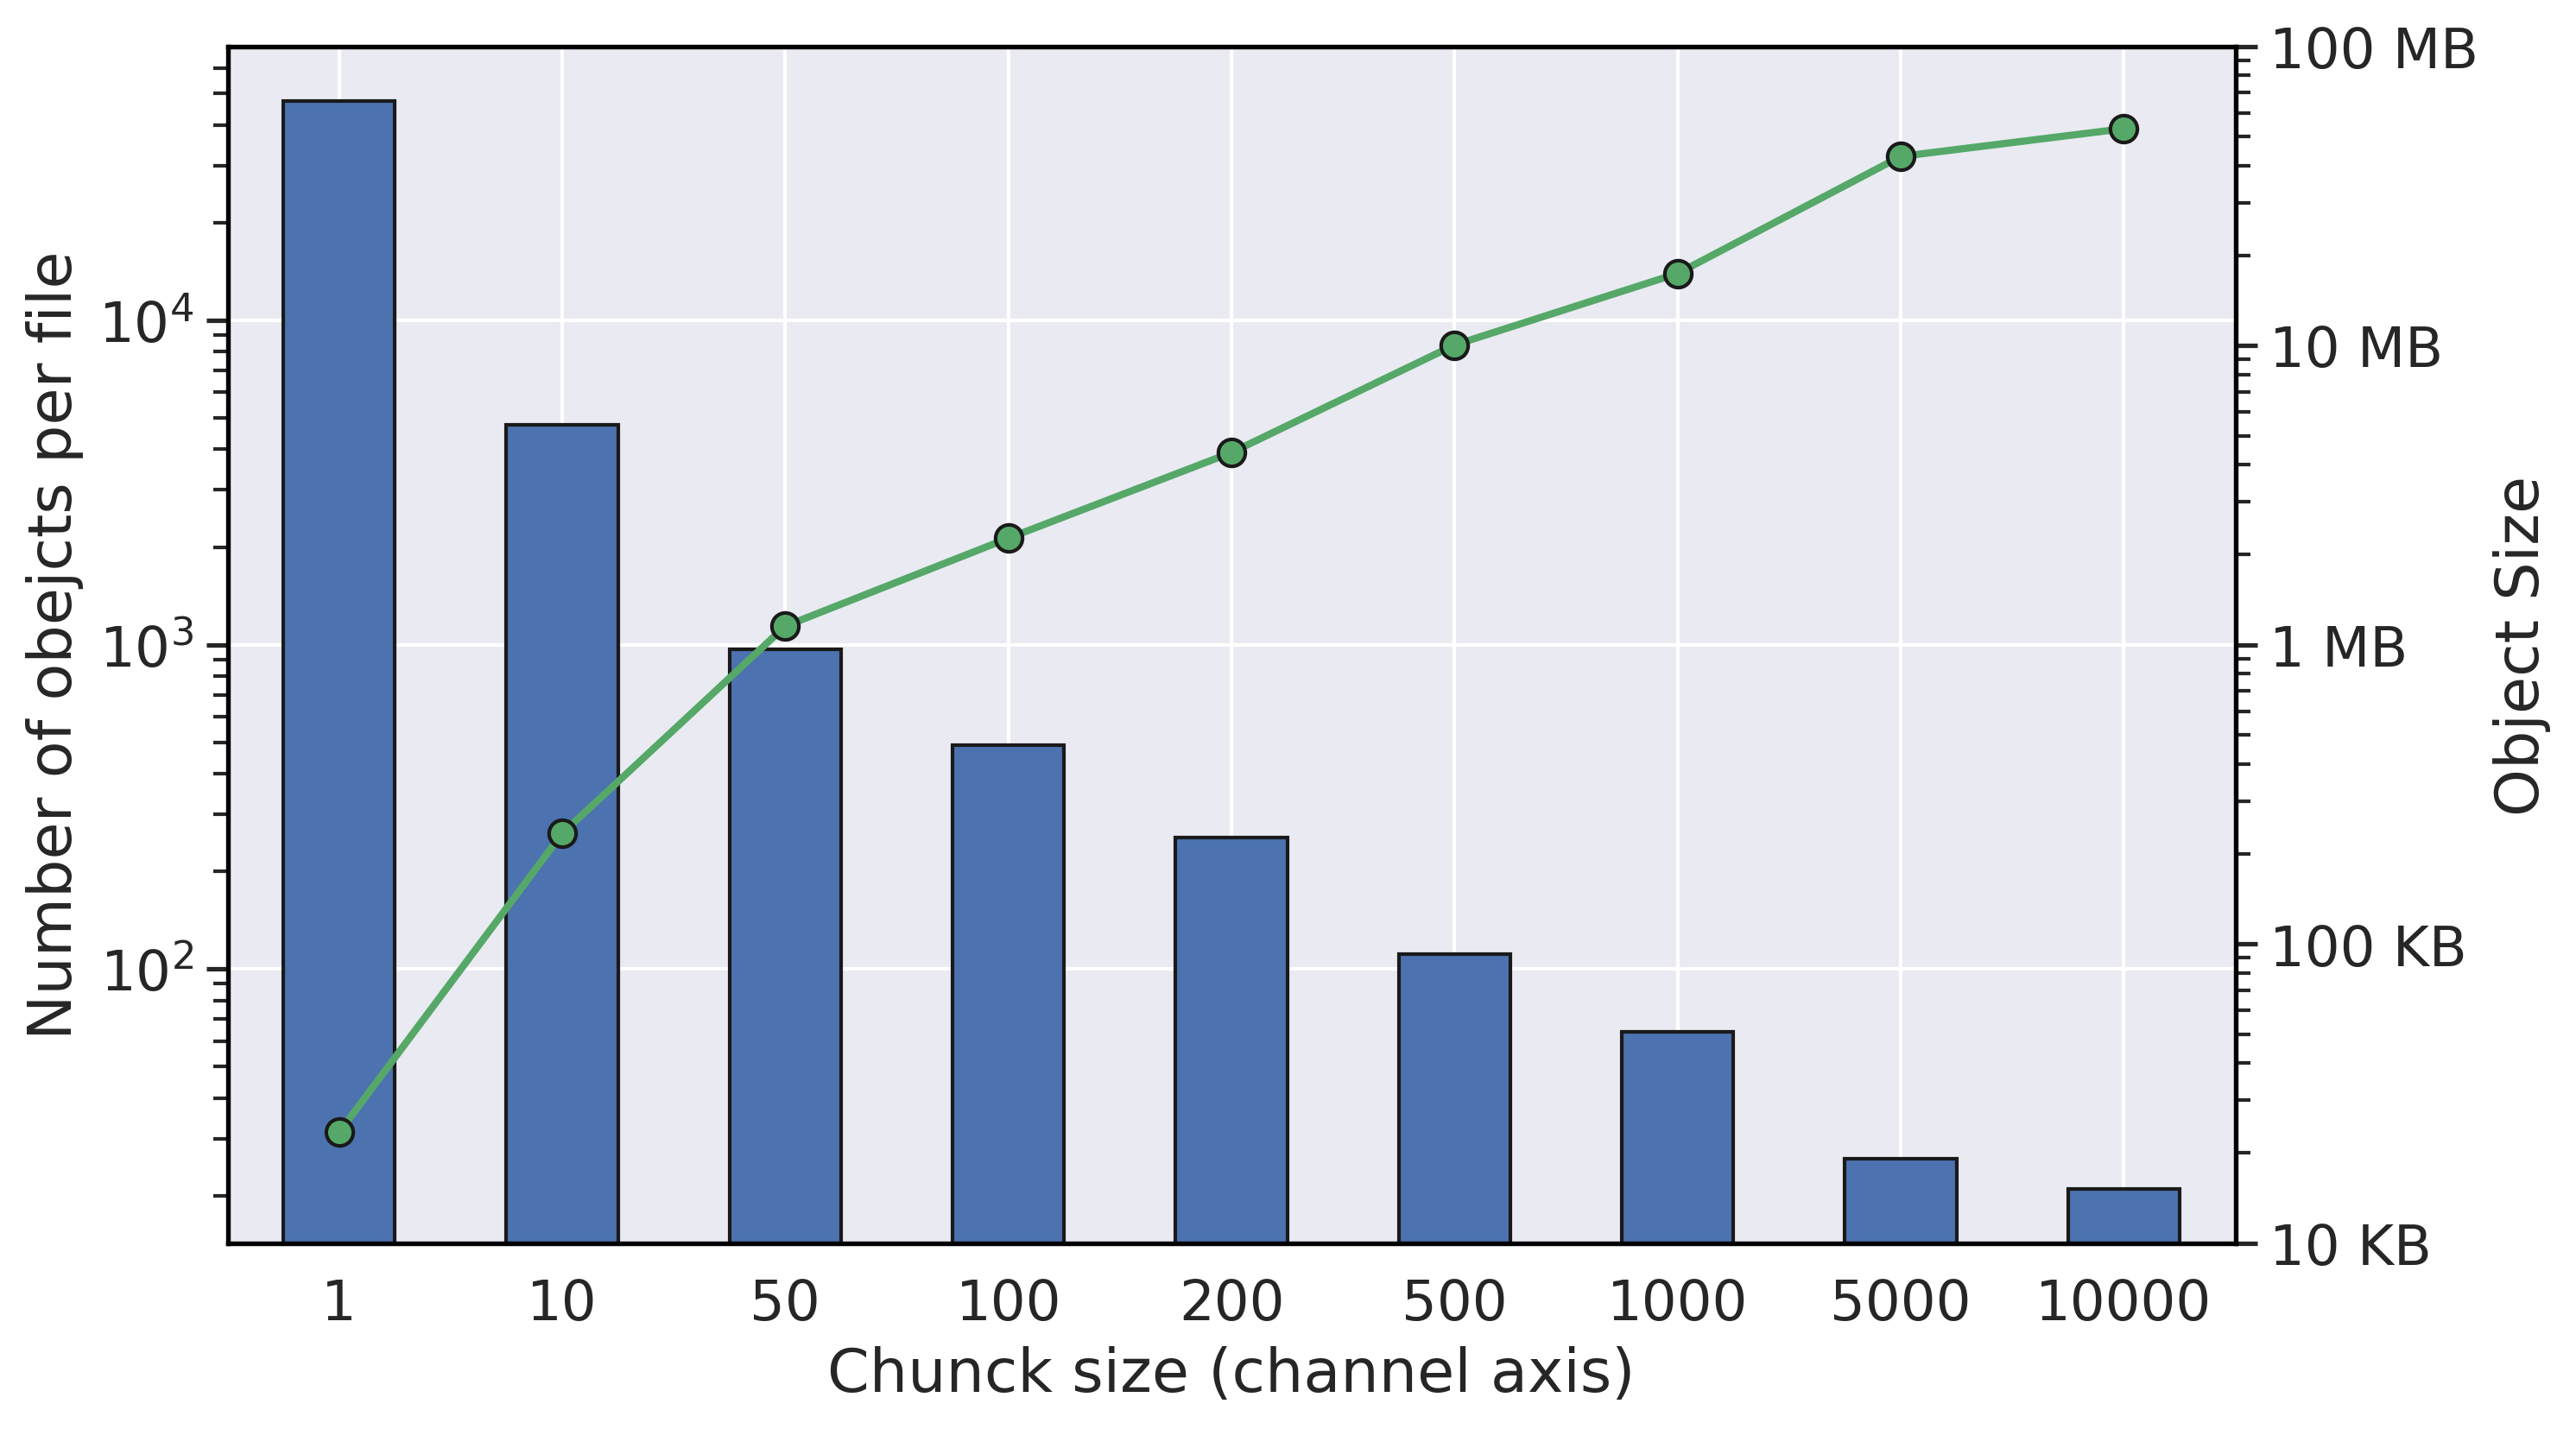 Number of obejcts per file
10⁴
10³
10²
100 MB
10 MB
1 MB
100 KB
10 KB
Object Size
1 10 50 100 200 500 1000 5000 10000
Chunck size (channel axis)